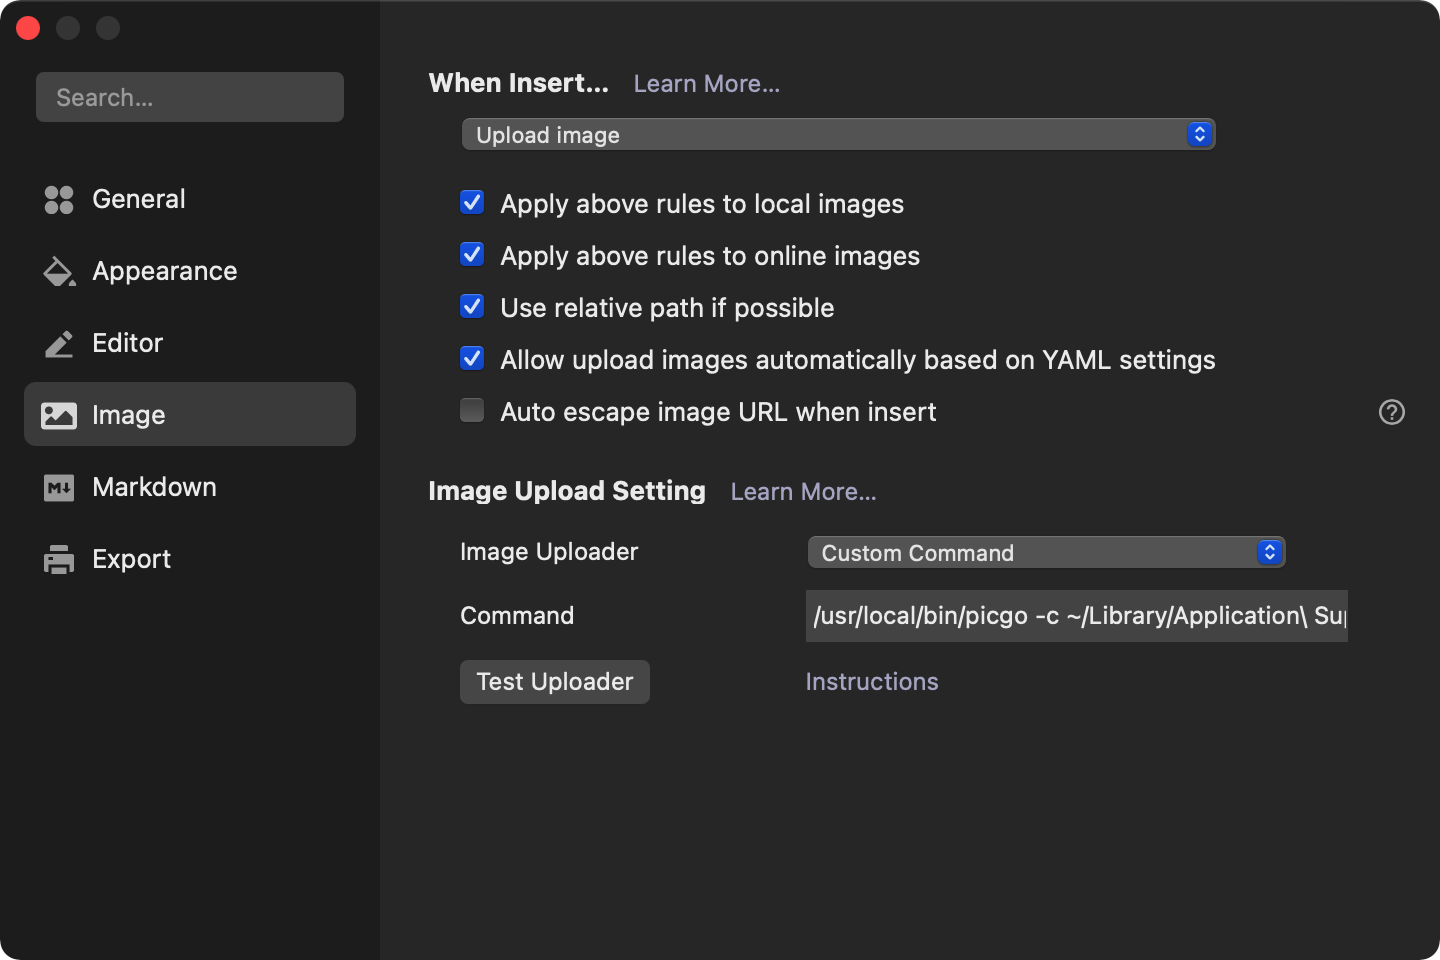 Search...
General
Appearance
Editor
Image
Markdown
Export
When Insert... Learn More...
Upload image
Apply above rules to local images
Apply above rules to online images
Use relative path if possible
Allow upload images automatically based on YAML settings
Auto escape image URL when insert
Image Upload Setting Learn More...
Image Uploader Custom Command
Command /usr/local/bin/picgo -c ~/Library/Application\
Test Uploader Instructions